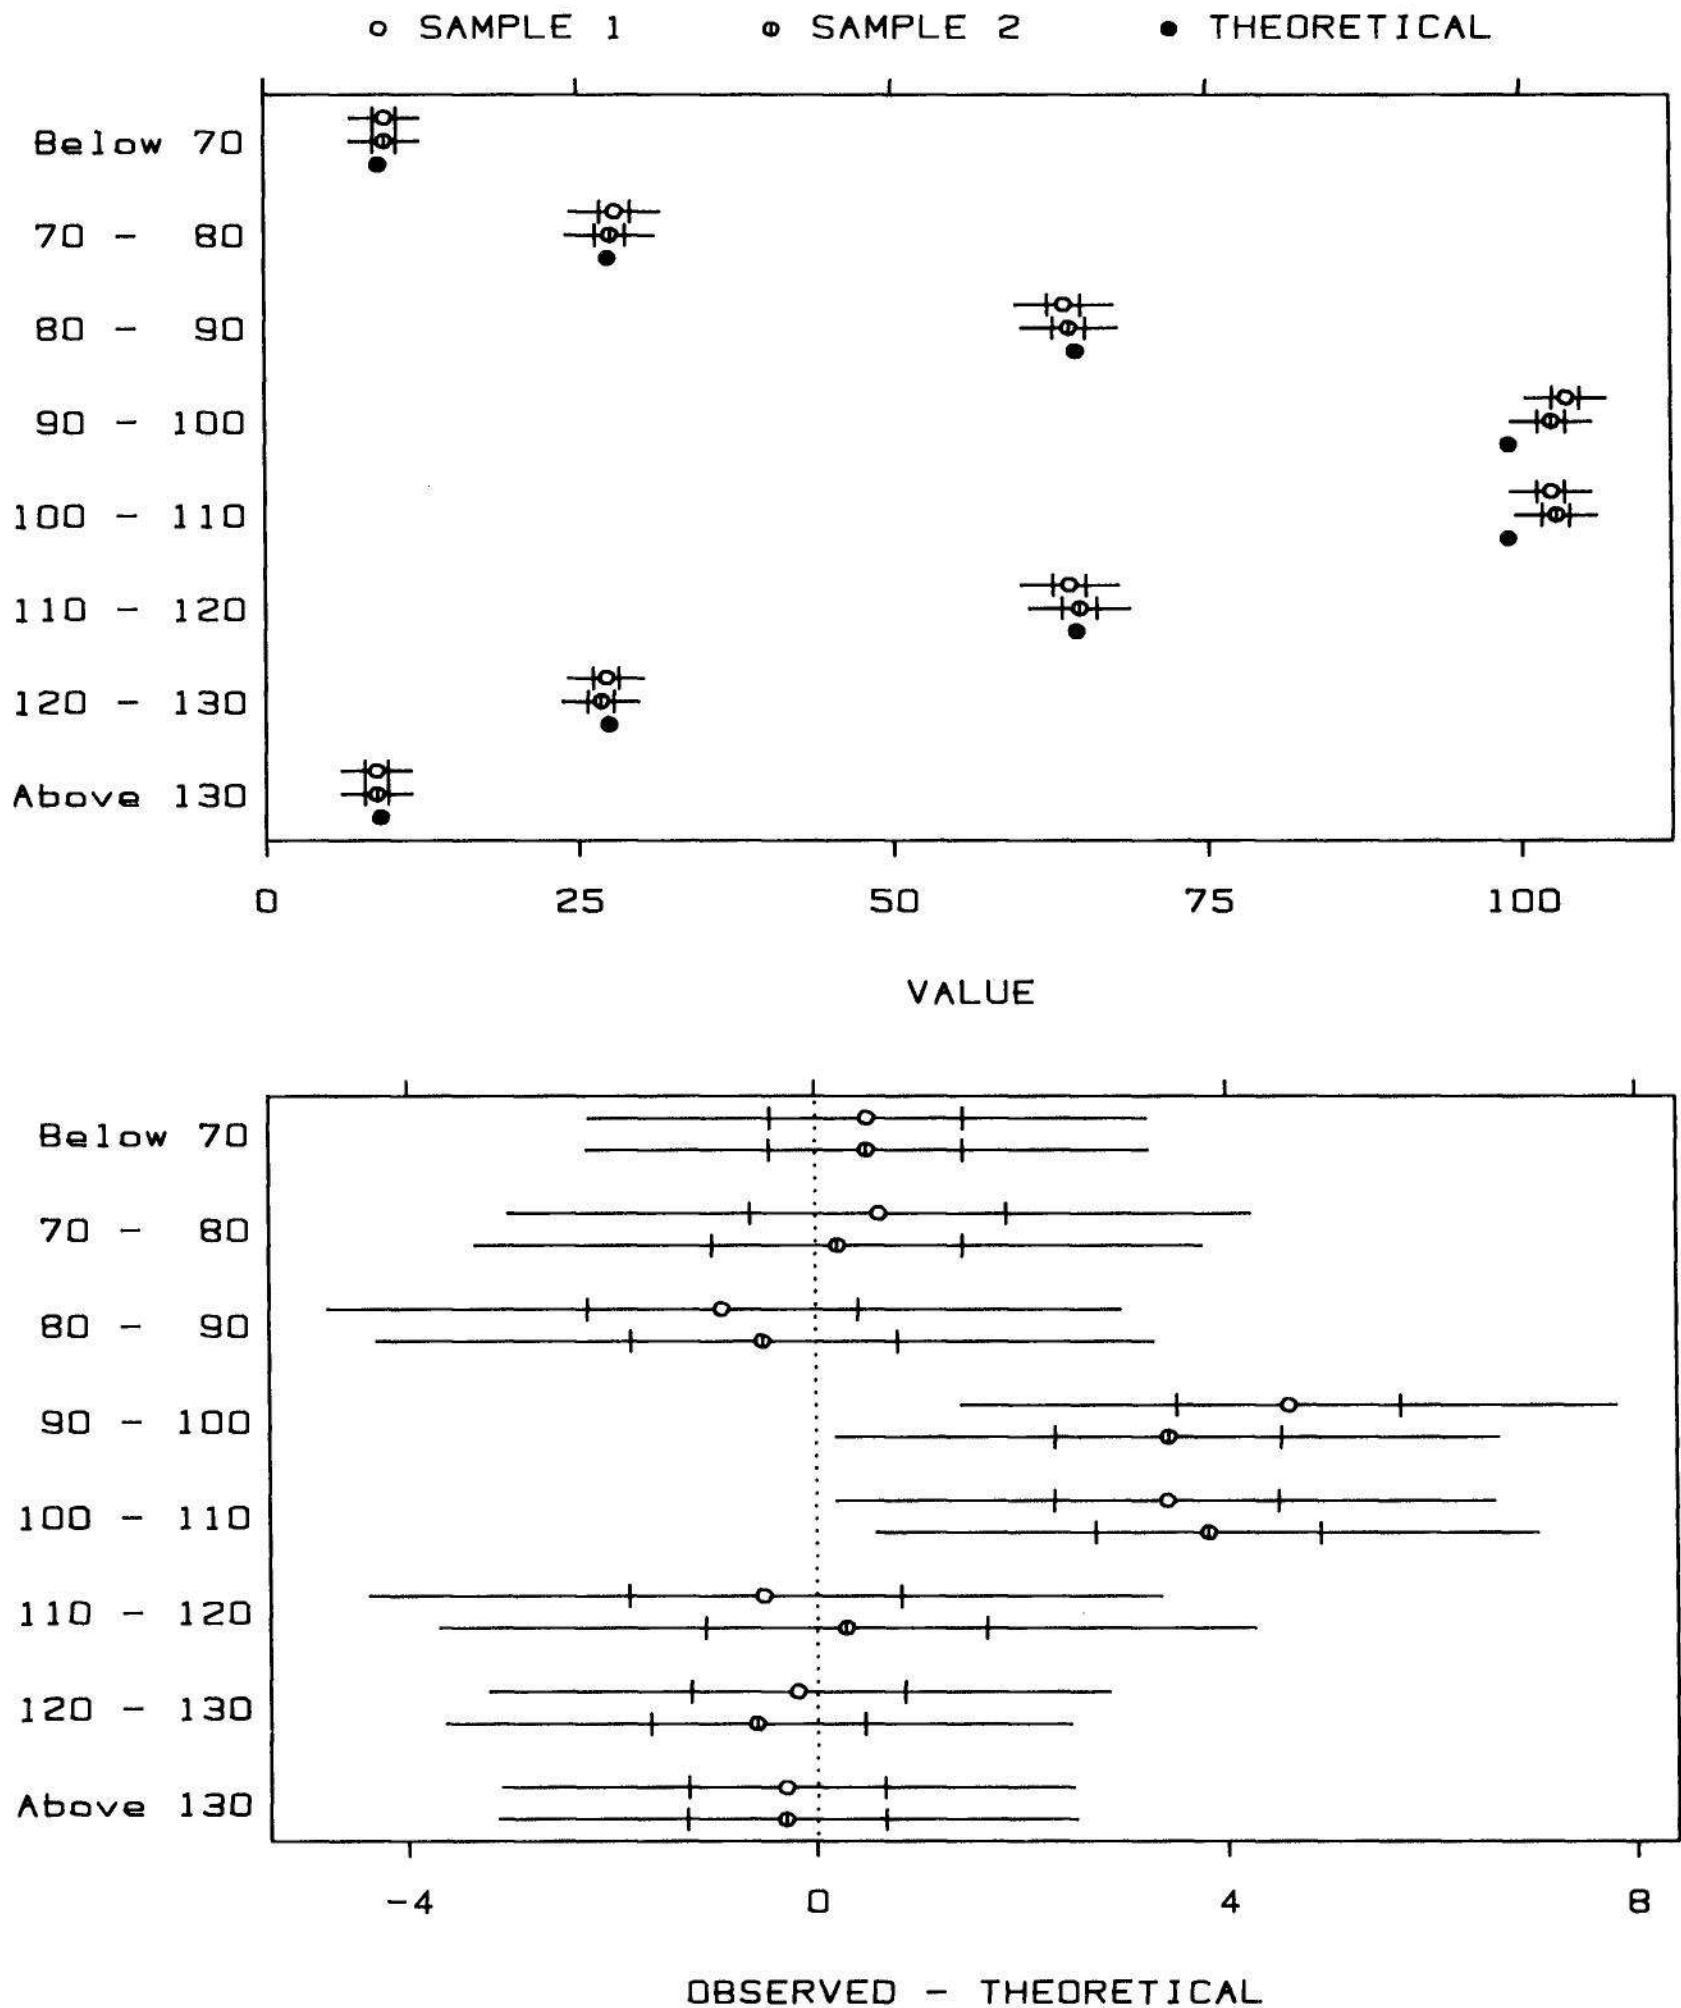 SAMPLE 1 SAMPLE 2 THEORETICAL
Below 70
70 - 80
80 - 90
90 - 100
100 - 110
110 - 120
120 - 130
Above 130
0 25 50 75 100
VALUE
Below 70
70 - 80
80 - 90
90 - 100
100 - 110
110 - 120
120 - 130
Above 130
-4 0 4 8
OBSERVED - THEORETICAL